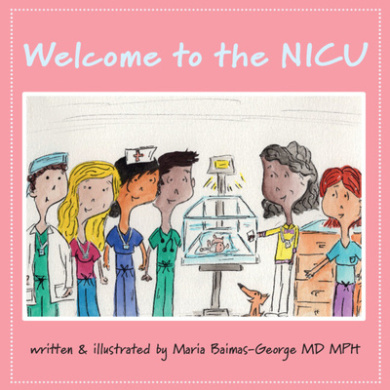 Welcome to the NICU
written & illustrated by Maria Baimas-George MD MPH